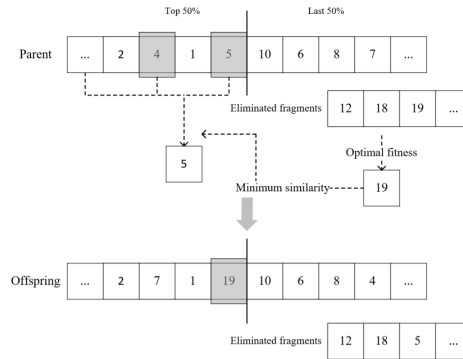 Top 50% Last 50%
Parent ... 2 4 1 5 10 6 8 7 ...
Eliminated fragments 12 18 19 ...
Optimal fitness
5
19
Minimum similarity
Offspring ... 2 7 1 19 10 6 8 4 ...
Eliminated fragments 12 18 5 ...